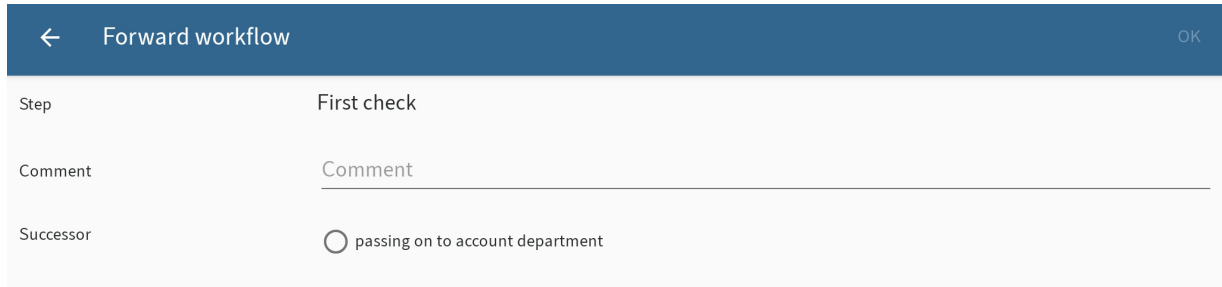 Forward workflow OK
Step First check
Comment Comment
Successor passing on to account department